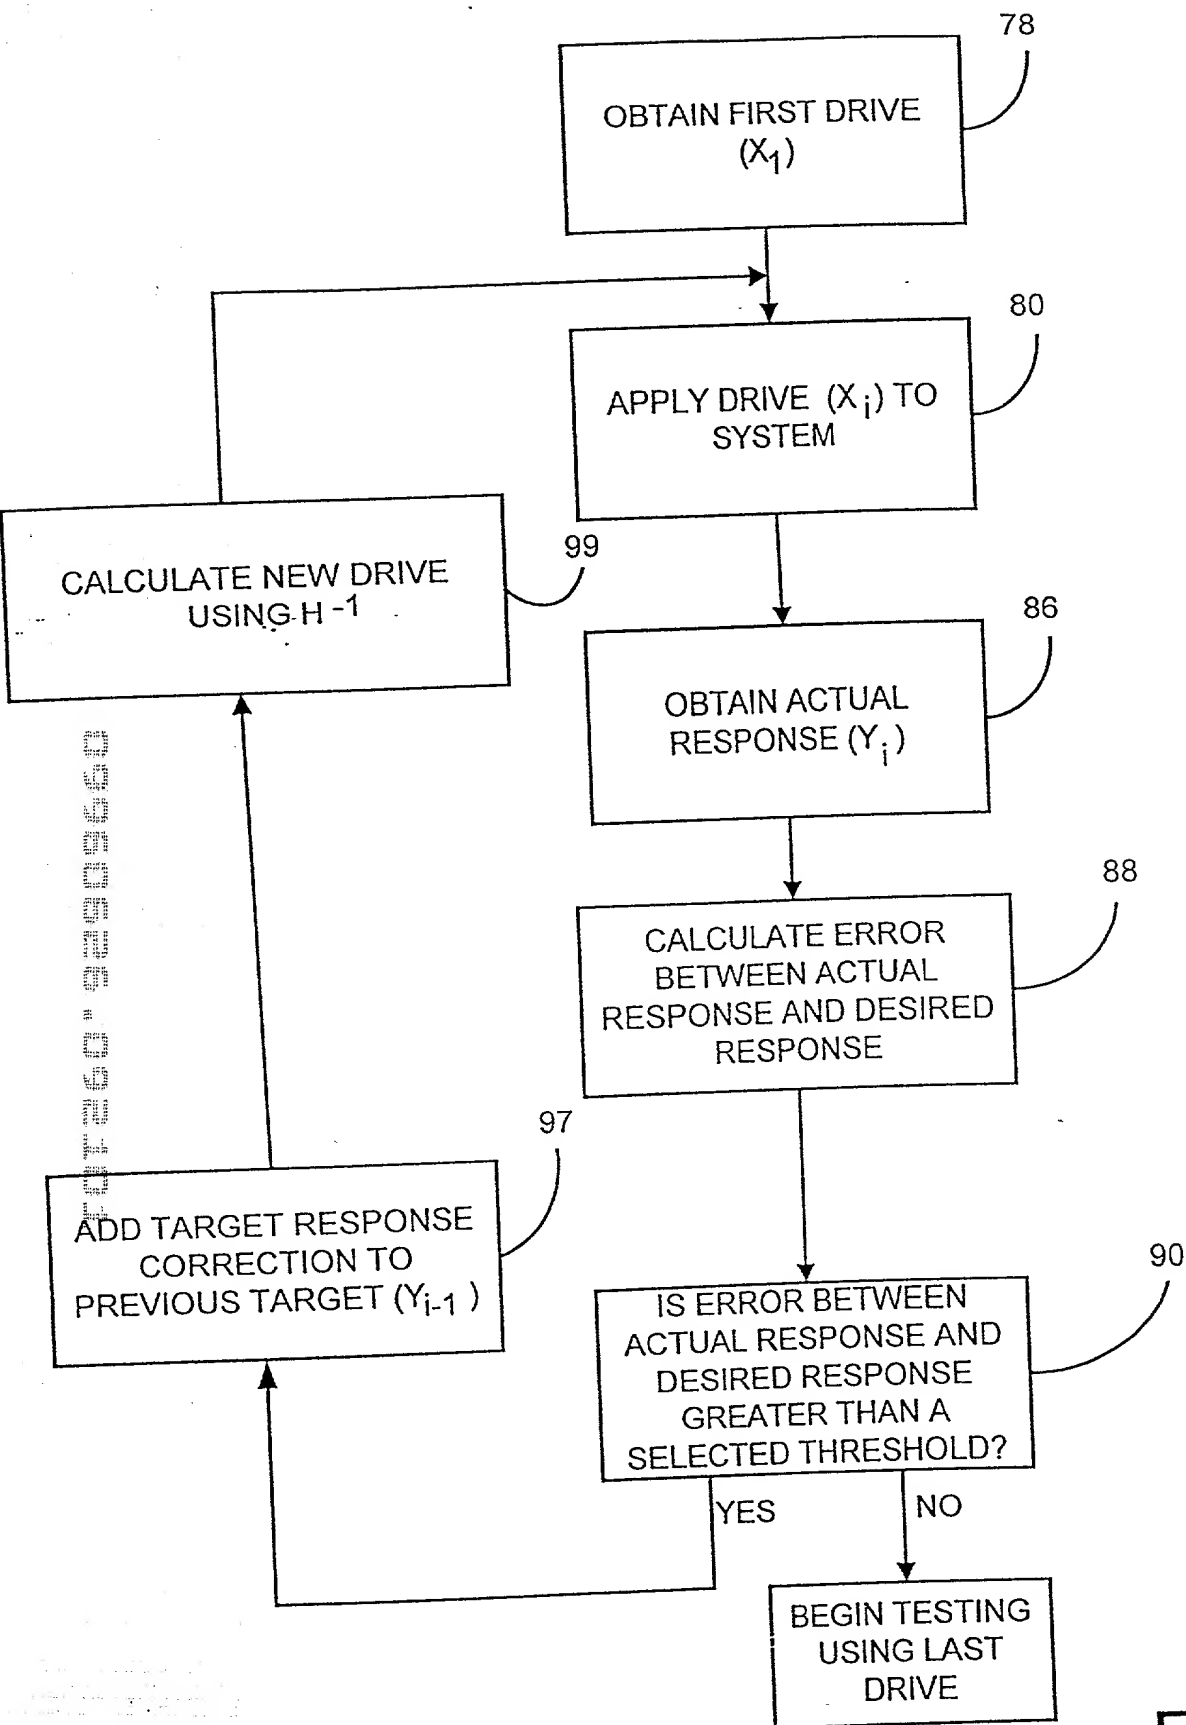 78
OBTAIN FIRST DRIVE
(X1)
80
APPLY DRIVE (Xi) TO
SYSTEM
99
CALCULATE NEW DRIVE
USING H-1
86
OBTAIN ACTUAL
RESPONSE (Yi)
88
CALCULATE ERROR
BETWEEN ACTUAL
RESPONSE AND DESIRED
RESPONSE
97
ADD TARGET RESPONSE
CORRECTION TO
PREVIOUS TARGET (Yi-1)
90
IS ERROR BETWEEN
ACTUAL RESPONSE AND
DESIRED RESPONSE
GREATER THAN A
SELECTED THRESHOLD?
YES
NO
BEGIN TESTING
USING LAST
DRIVE